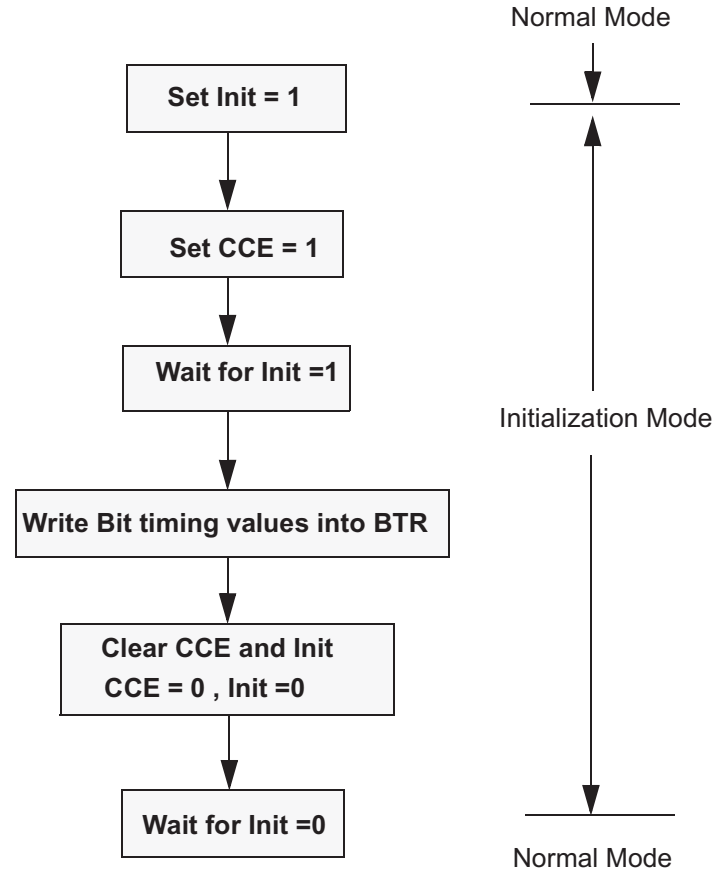 Normal Mode
Set Init = 1
Set CCE = 1
Wait for Init =1
Initialization Mode
Write Bit timing values into BTR
Clear CCE and Init
CCE = 0 , Init =0
Wait for Init =0
Normal Mode